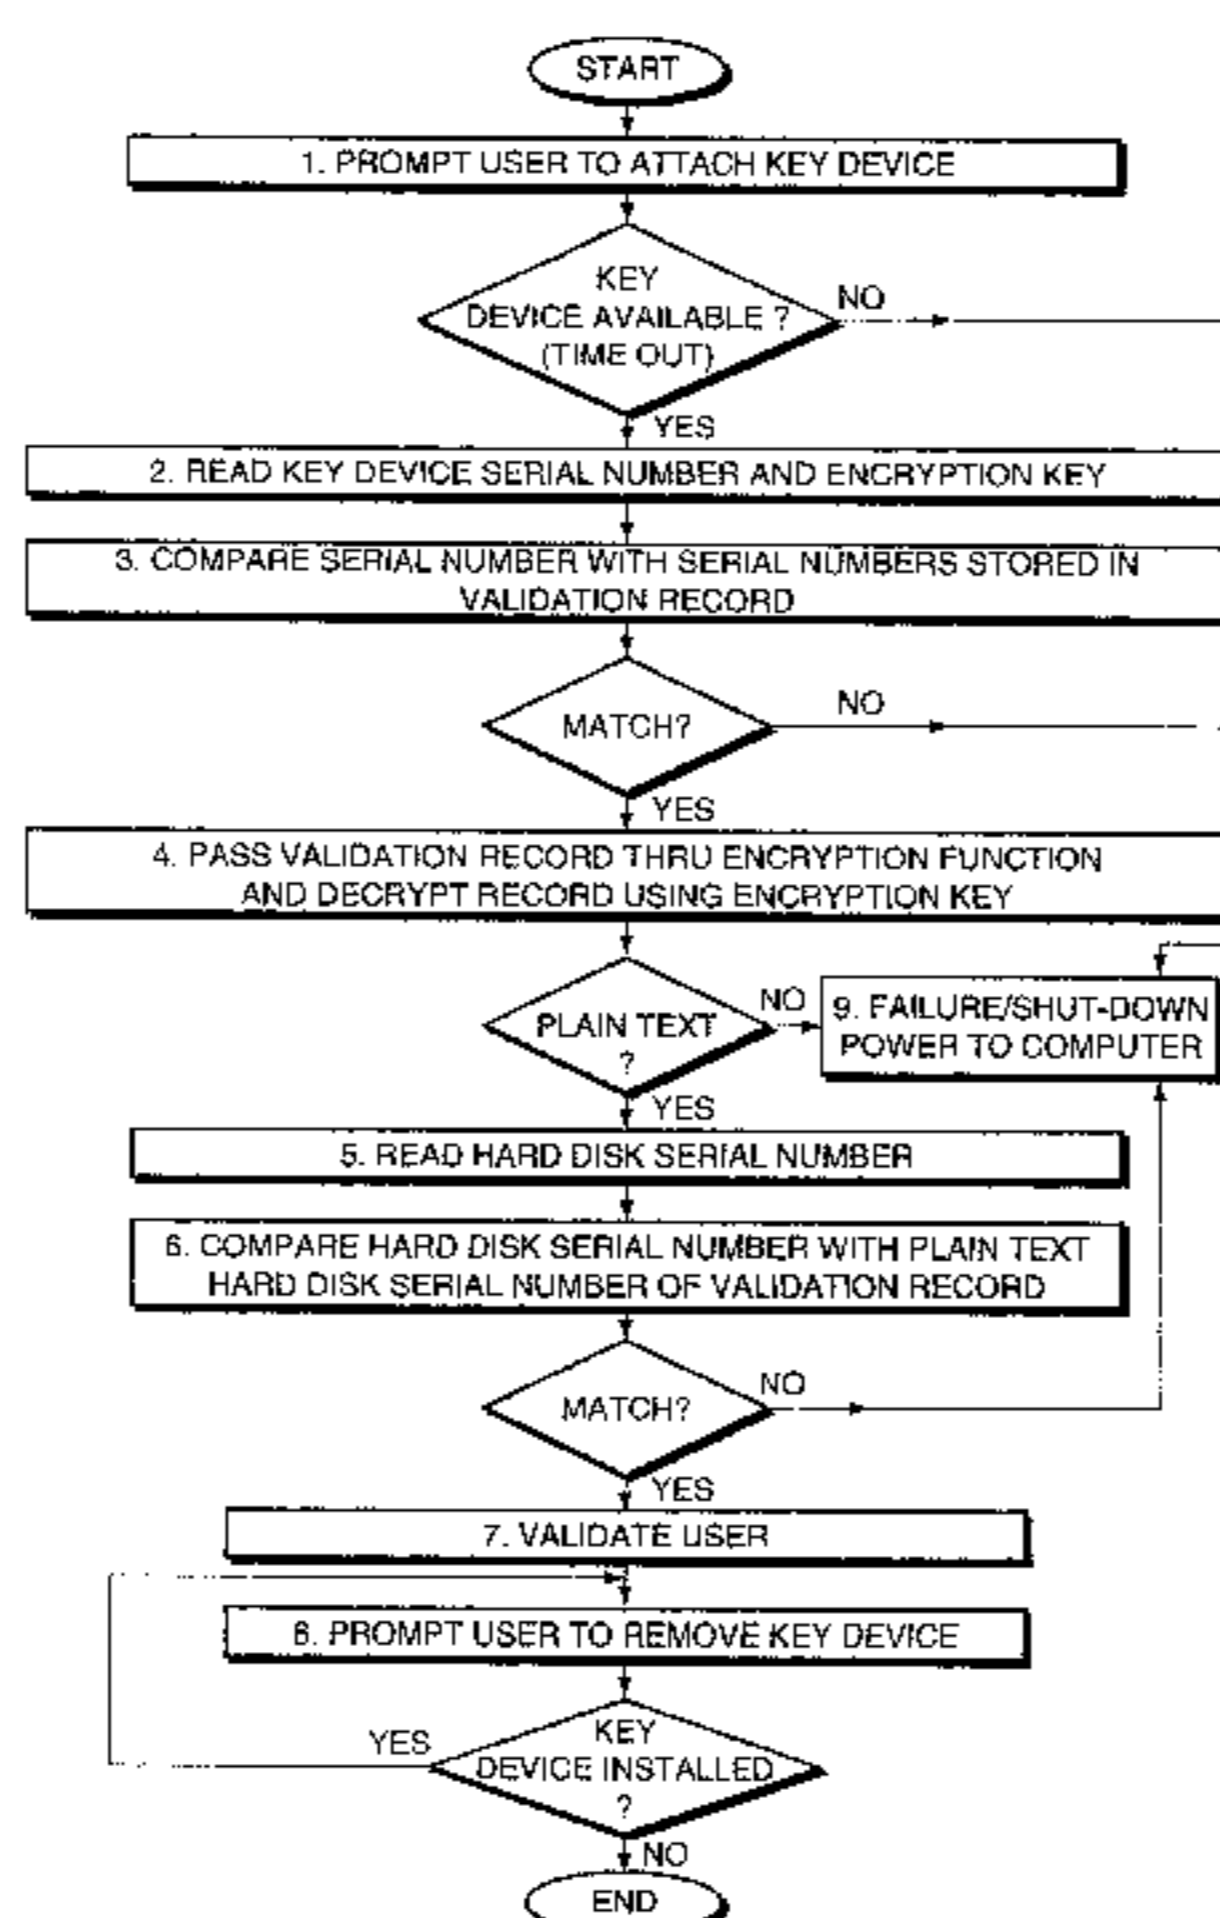 START
1. PROMPT USER TO ATTACH KEY DEVICE
KEY
DEVICE AVAILABLE ?
(TIME OUT)
NO
YES
2. READ KEY DEVICE SERIAL NUMBER AND ENCRYPTION KEY
3. COMPARE SERIAL NUMBER WITH SERIAL NUMBERS STORED IN
VALIDATION RECORD
MATCH?
NO
YES
4. PASS VALIDATION RECORD THRU ENCRYPTION FUNCTION
AND DECRYPT RECORD USING ENCRYPTION KEY
PLAIN TEXT
?
NO
9. FAILURE/SHUT-DOWN
POWER TO COMPUTER
YES
5. READ HARD DISK SERIAL NUMBER
6. COMPARE HARD DISK SERIAL NUMBER WITH PLAIN TEXT
HARD DISK SERIAL NUMBER OF VALIDATION RECORD
MATCH?
NO
YES
7. VALIDATE USER
8. PROMPT USER TO REMOVE KEY DEVICE
YES
KEY
DEVICE INSTALLED
?
NO
END